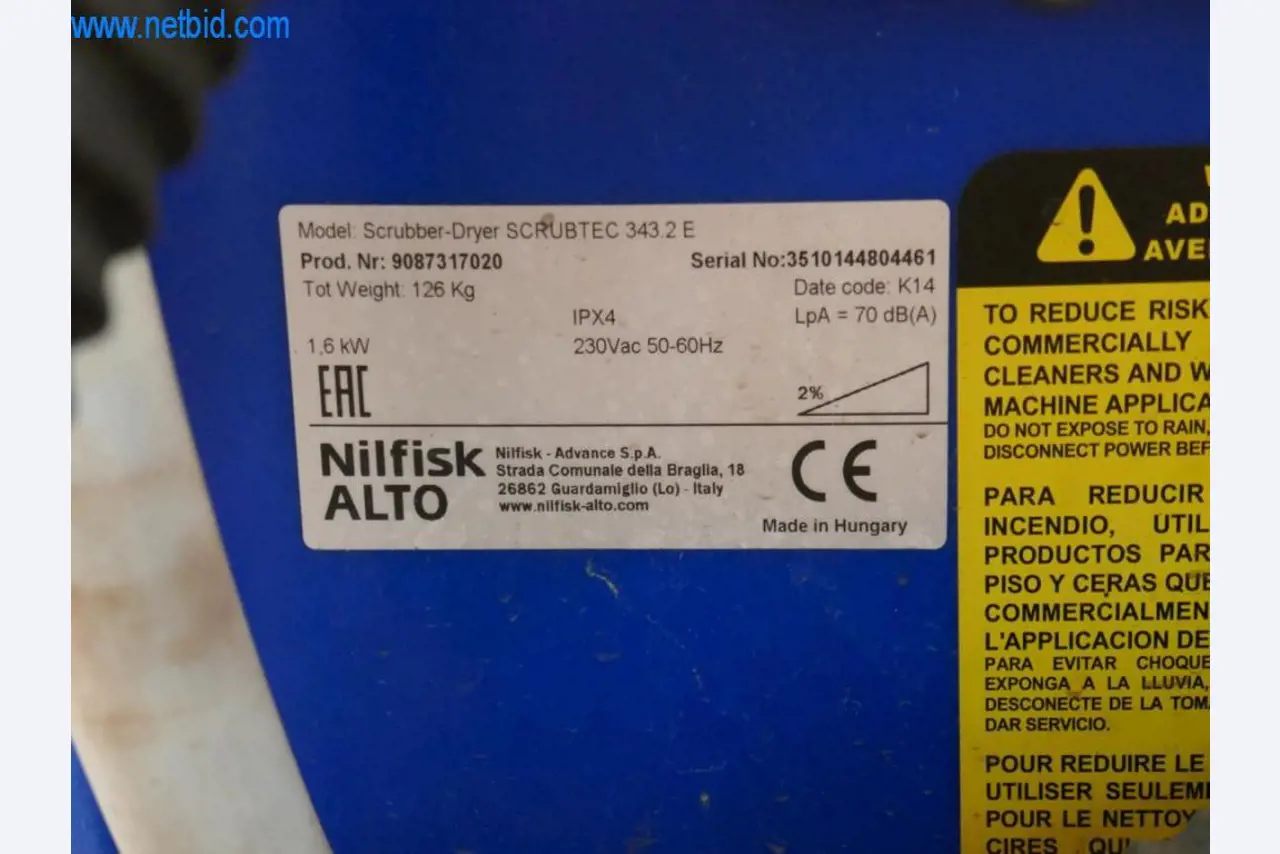 www.netbid.com
Model: Scrubber-Dryer SCRUBTEC 343.2 E
Prod. Nr: 9087317020 Serial No:3510144804461
Tot Weight: 126 Kg Date code: K14
IPX4 LpA = 70 dB(A)
1,6 kW 230Vac 50-60Hz
EAC
2%
Nilfisk
ALTO
Nilfisk - Advance S.p.A.
Strada Comunale della Braglia, 18
26862 Guardamiglio (Lo) - Italy
www.nilfisk-alto.com
CE
Made in Hungary
AD
AVE
TO REDUCE RISK
COMMERCIALLY
CLEANERS AND W
MACHINE APPLICA
DO NOT EXPOSE TO RAIN,
DISCONNECT POWER BEF
PARA REDUCIR
INCENDIO, UTIL
PRODUCTOS PAR
PISO Y CERAS QUE
COMMERCIALMEN
L'APPLICACION DE
PARA EVITAR CHOQUE
EXPONGA A LA LLUVIA,
DESCONECTE DE LA TOM
DAR SERVICIO.
POUR REDUIRE LE
UTILISER SEULEM
POUR LE NETTOY
CIRES QU'